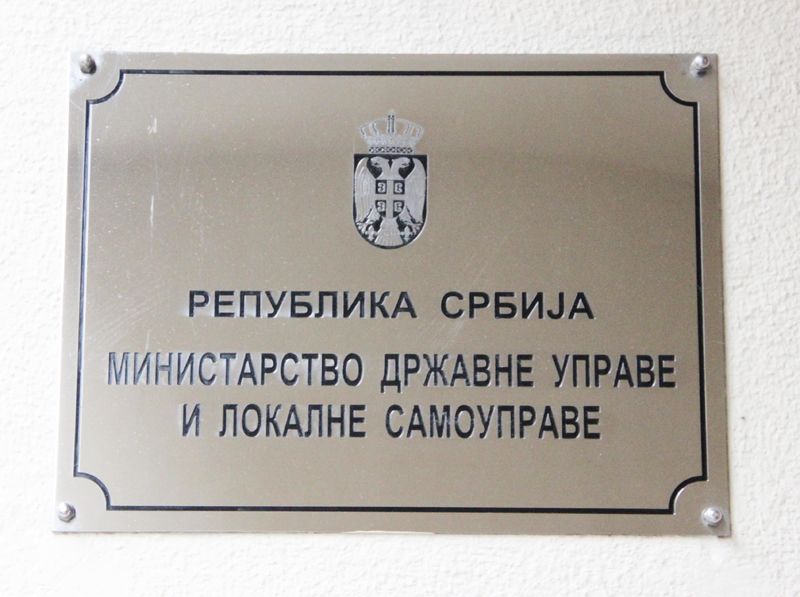 РЕПУБЛИКА СРБИЈА
МИНИСТАРСТВО ДРЖАВНЕ УПРАВЕ
И ЛОКАЛНЕ САМОУПРАВЕ